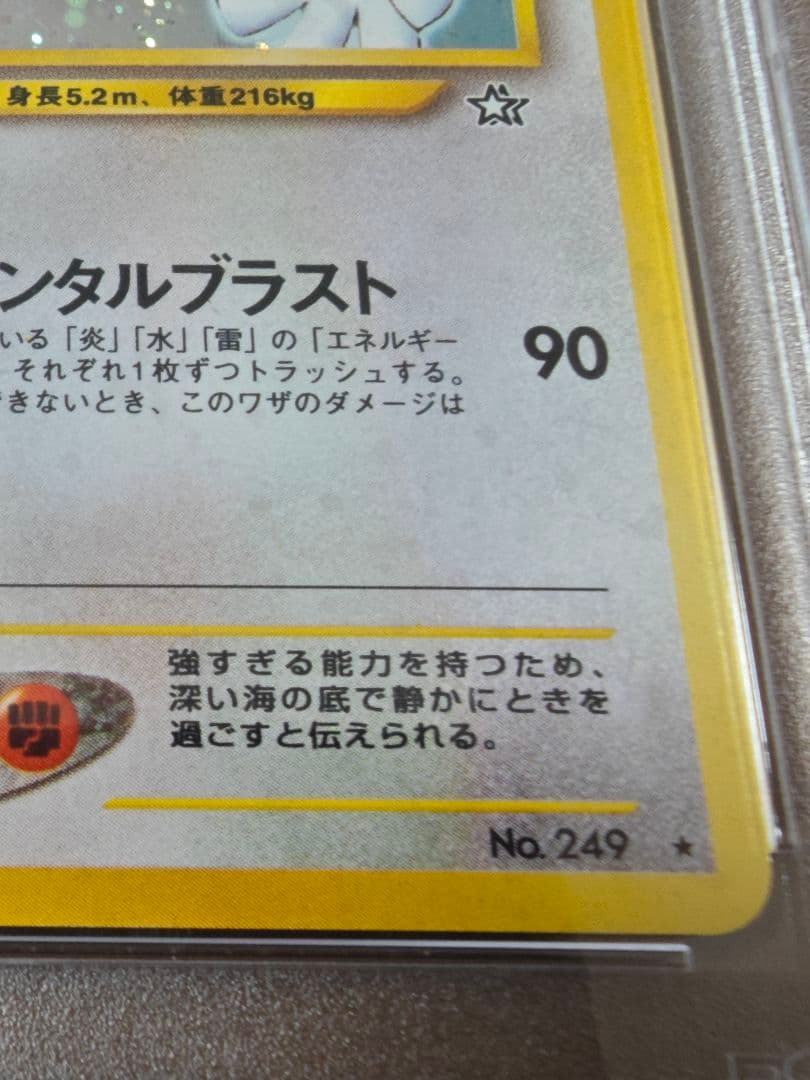 身長5.2m、体重216kg
ンタルブラスト
いる「炎」「水」「雷」の「エネルギー
90
それぞれ1枚ずつトラッシュする。
きないとき、このワザのダメージは
強すぎる能力を持つため、
深い海の底で静かにときを
過ごすと伝えられる。
No. 249 ★